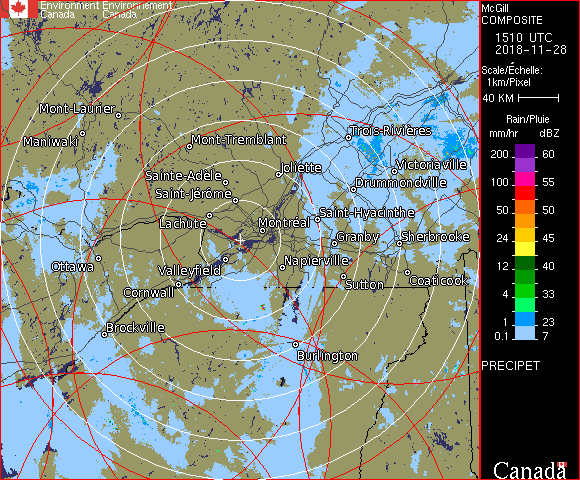 Environment Environnement
Canada Canada
Mont-Laurier
Maniwaki
Mont-Tremblant
Trois-Rivières
Joliette
Victoriaville
Sainte-Adèle
Drummondville
Saint-Jérôme
Lachute
Saint-Hyacinthe
Montréal
Granby
Sherbrooke
Ottawa
Valleyfield
Napierville
Cornwall
Sutton
Coaticook
Brockville
Burlington
McGill
COMPOSITE
1510 UTC
2018-11-28
Scale/Échelle:
1km/Pixel
40 KM
Rain/Pluie
mm/hr dBZ
200 60
100 55
50 50
24 45
12 40
4 33
1 23
0.1 7
PRECIPET
Canada